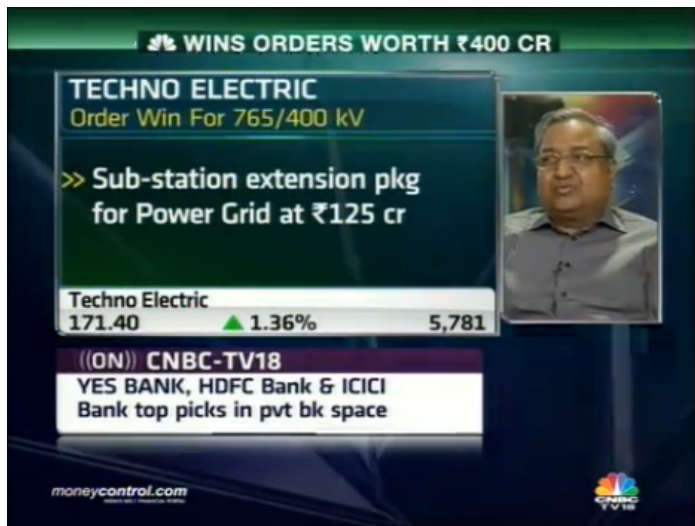 WINS ORDERS WORTH ₹400 CR
TECHNO ELECTRIC
Order Win For 765/400 kV
>> Sub-station extension pkg
for Power Grid at ₹125 cr
Techno Electric
171.40 ▲ 1.36% 5,781
((ON)) CNBC-TV18
YES BANK, HDFC Bank & ICICI
Bank top picks in pvt bk space
moneycontrol.com
CNBC
TV18